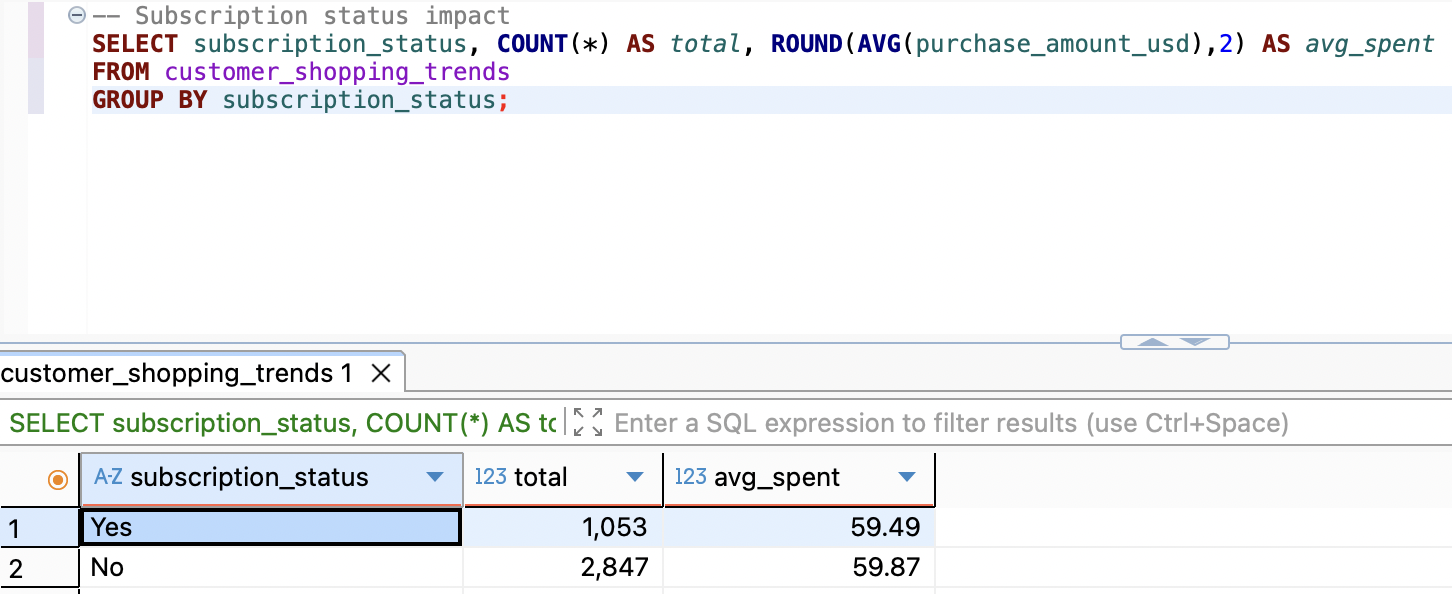 -- Subscription status impact
SELECT subscription_status, COUNT(*) AS total, ROUND(AVG(purchase_amount_usd),2) AS avg_spent
FROM customer_shopping_trends
GROUP BY subscription_status;
customer_shopping_trends 1
SELECT subscription_status, COUNT(*) AS to Enter a SQL expression to filter results (use Ctrl+Space)
A-Z subscription_status 123 total 123 avg_spent
1 Yes 1,053 59.49
2 No 2,847 59.87